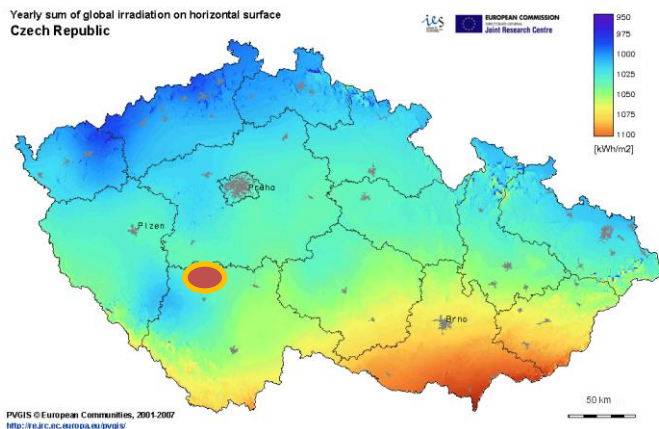 Yearly sum of global irradiation on horizontal surface
Czech Republic
ies
EUROPEAN COMMISSION
Joint Research Centre
950
975
1000
1025
1050
1075
1100
[kWh/m2]
Praha
Plzen
Brno
50 km
PVGIS © European Communities, 2001-2007
http://re.jrc.ec.europa.eu/pvgis/